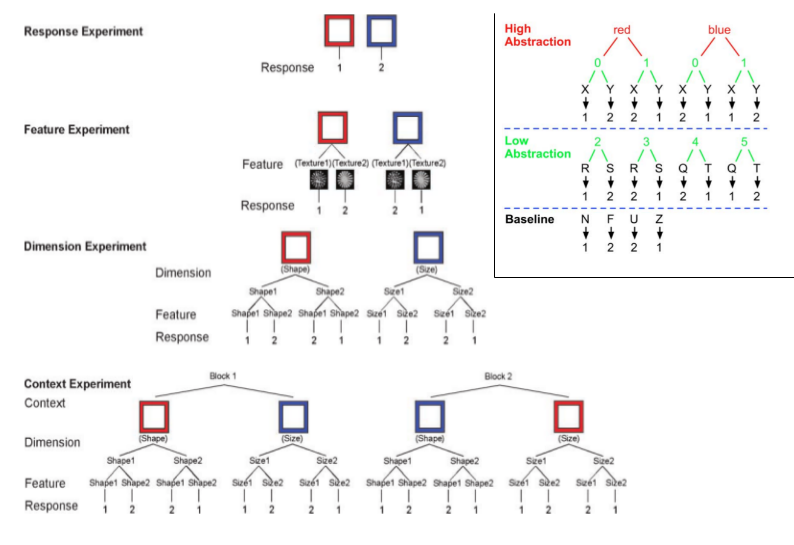 Response Experiment
Response 1 2
Feature Experiment
Feature (Texture1)(Texture2) (Texture1)(Texture2)
Response 1 2 2 1
Dimension Experiment
Dimension (Shape) (Size)
Shape1 Shape2 Size1 Size2
Feature Shape1 Shape2 Shape1 Shape2 Size1 Size2 Size1 Size2
Response 1 2 2 1 1 2 2 1
Context Experiment
Block 1 Block 2
Context
Dimension (Shape) (Size) (Shape) (Size)
Shape1 Shape2 Size1 Size2 Shape1 Shape2 Size1 Size2
Feature Shape1 Shape2 Shape1 Shape2 Size1 Size2 Size1 Size2 Shape1 Shape2 Shape1 Shape2 Size1 Size2 Size1 Size2
Response 1 2 2 1 1 2 2 1 1 2 2 1 1 2 2 1
High
Abstraction
red blue
0 1 0 1
X Y X Y X Y X Y
1 2 2 1 2 1 1 2
Low
Abstraction
2 3 4 5
R S R S Q T Q T
1 2 2 1 2 1 1 2
Baseline N F U Z
1 2 2 1